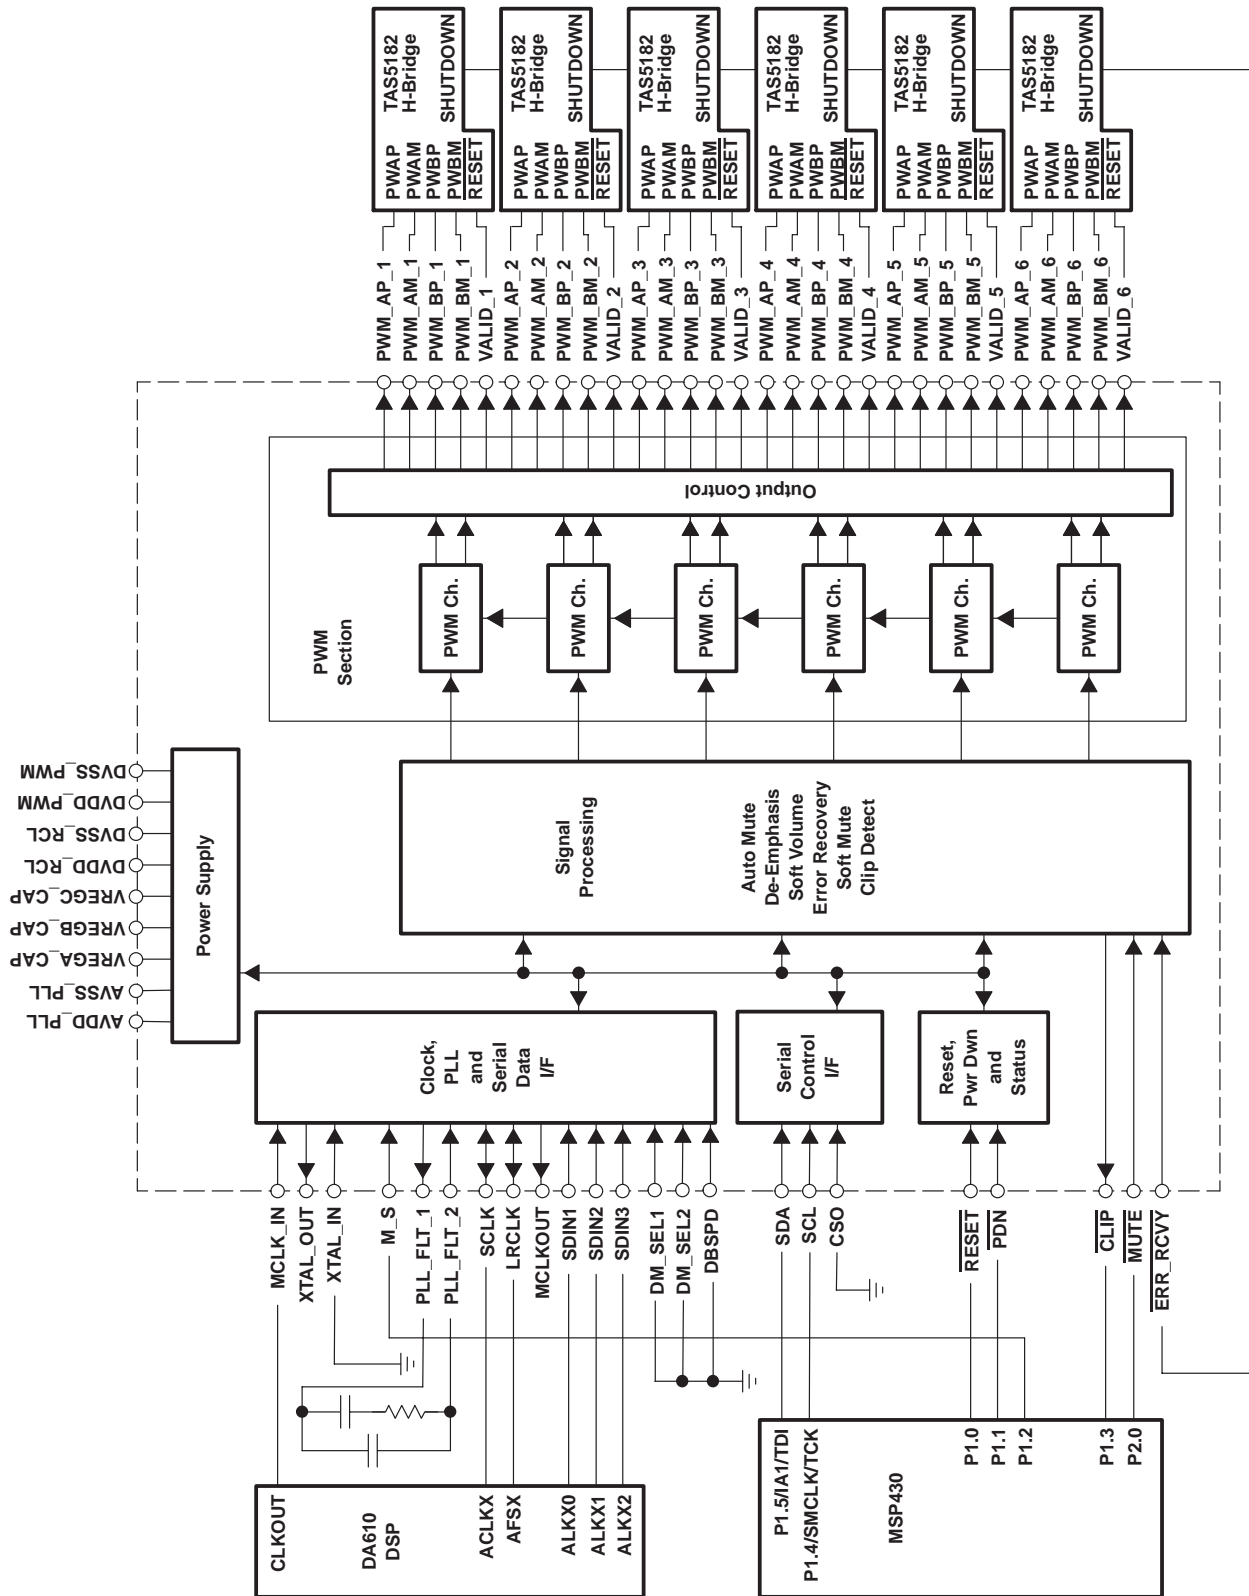 DVSS_PWM
DVDD_PWM
DVSS_RCL
DVDD_RCL
VREGC_CAP
VREGB_CAP
VREGA_CAP
AVSS_PLL
AVDD_PLL
Power Supply
DA610
DSP
CLKOUT
ACLKX
AFSX
ALKX0
ALKX1
ALKX2
MCLK_IN
XTAL_OUT
XTAL_IN
M_S
PLL_FLT_1
PLL_FLT_2
SCLK
LRCLK
MCLKOUT
SDIN1
SDIN2
SDIN3
DM_SEL1
DM_SEL2
DBSPD
Clock,
PLL
and
Serial
Data
I/F
MSP430
P1.5/IA1/TDI
P1.4/SMCLK/TCK
P1.0
P1.1
P1.2
P1.3
P2.0
SDA
SCL
CSO
Serial
Control
I/F
RESET
PDN
Reset,
Pwr Dwn
and
Status
CLIP
MUTE
ERR_RCVY
Signal
Processing
Auto Mute
De-Emphasis
Soft Volume
Error Recovery
Soft Mute
Clip Detect
PWM
Section
PWM Ch.
PWM Ch.
PWM Ch.
PWM Ch.
PWM Ch.
PWM Ch.
Output Control
PWM_AP_1
PWM_AM_1
PWM_BP_1
PWM_BM_1
VALID_1
PWM_AP_2
PWM_AM_2
PWM_BP_2
PWM_BM_2
VALID_2
PWM_AP_3
PWM_AM_3
PWM_BP_3
PWM_BM_3
VALID_3
PWM_AP_4
PWM_AM_4
PWM_BP_4
PWM_BM_4
VALID_4
PWM_AP_5
PWM_AM_5
PWM_BP_5
PWM_BM_5
VALID_5
PWM_AP_6
PWM_AM_6
PWM_BP_6
PWM_BM_6
VALID_6
PWAP
PWAM
PWBP
PWBM
RESET
TAS5182
H-Bridge
SHUTDOWN
PWAP
PWAM
PWBP
PWBM
RESET
TAS5182
H-Bridge
SHUTDOWN
PWAP
PWAM
PWBP
PWBM
RESET
TAS5182
H-Bridge
SHUTDOWN
PWAP
PWAM
PWBP
PWBM
RESET
TAS5182
H-Bridge
SHUTDOWN
PWAP
PWAM
PWBP
PWBM
RESET
TAS5182
H-Bridge
SHUTDOWN
PWAP
PWAM
PWBP
PWBM
RESET
TAS5182
H-Bridge
SHUTDOWN